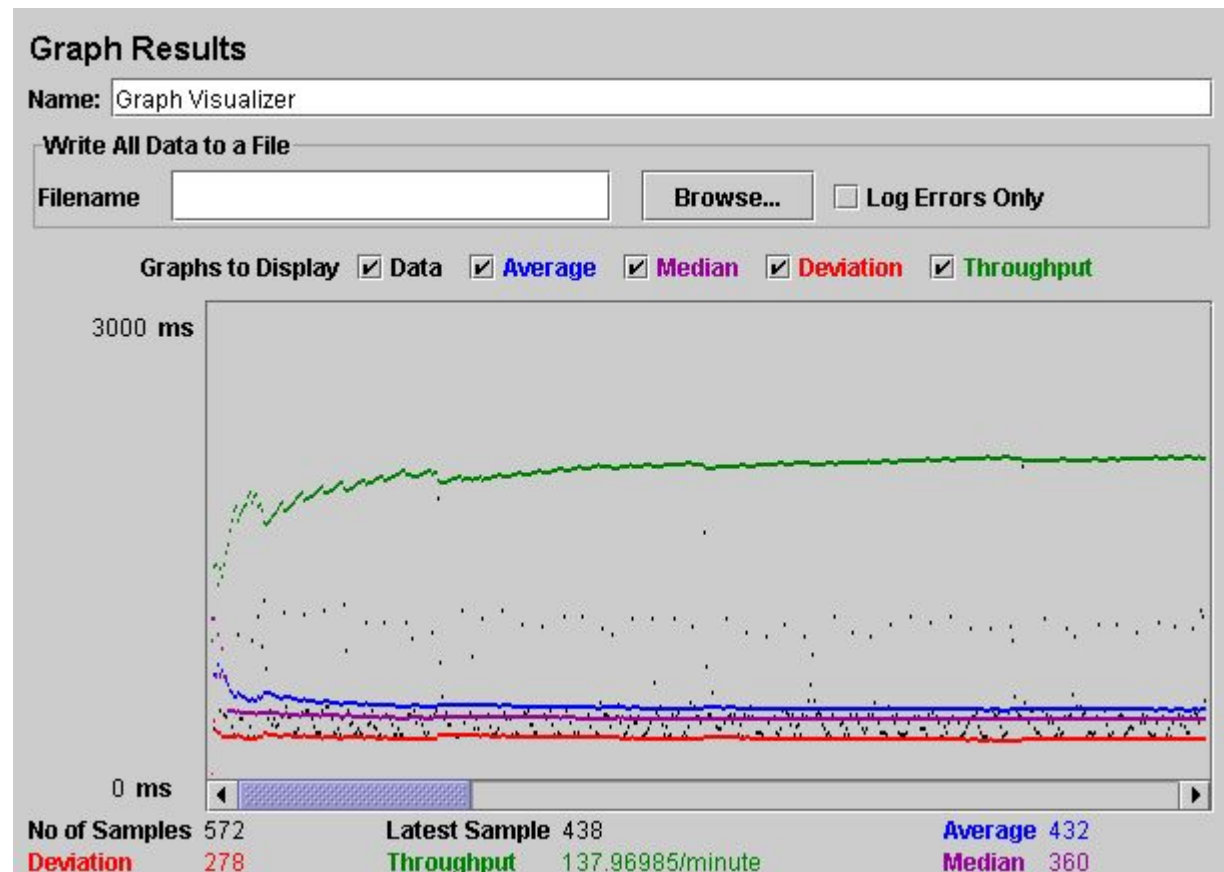 Graph Results
Name: Graph Visualizer
Write All Data to a File
Filename Browse... Log Errors Only
Graphs to Display Data Average Median Deviation Throughput
3000 ms
0 ms
No of Samples 572 Latest Sample 438 Average 432
Deviation 278 Throughput 137.96985/minute Median 360